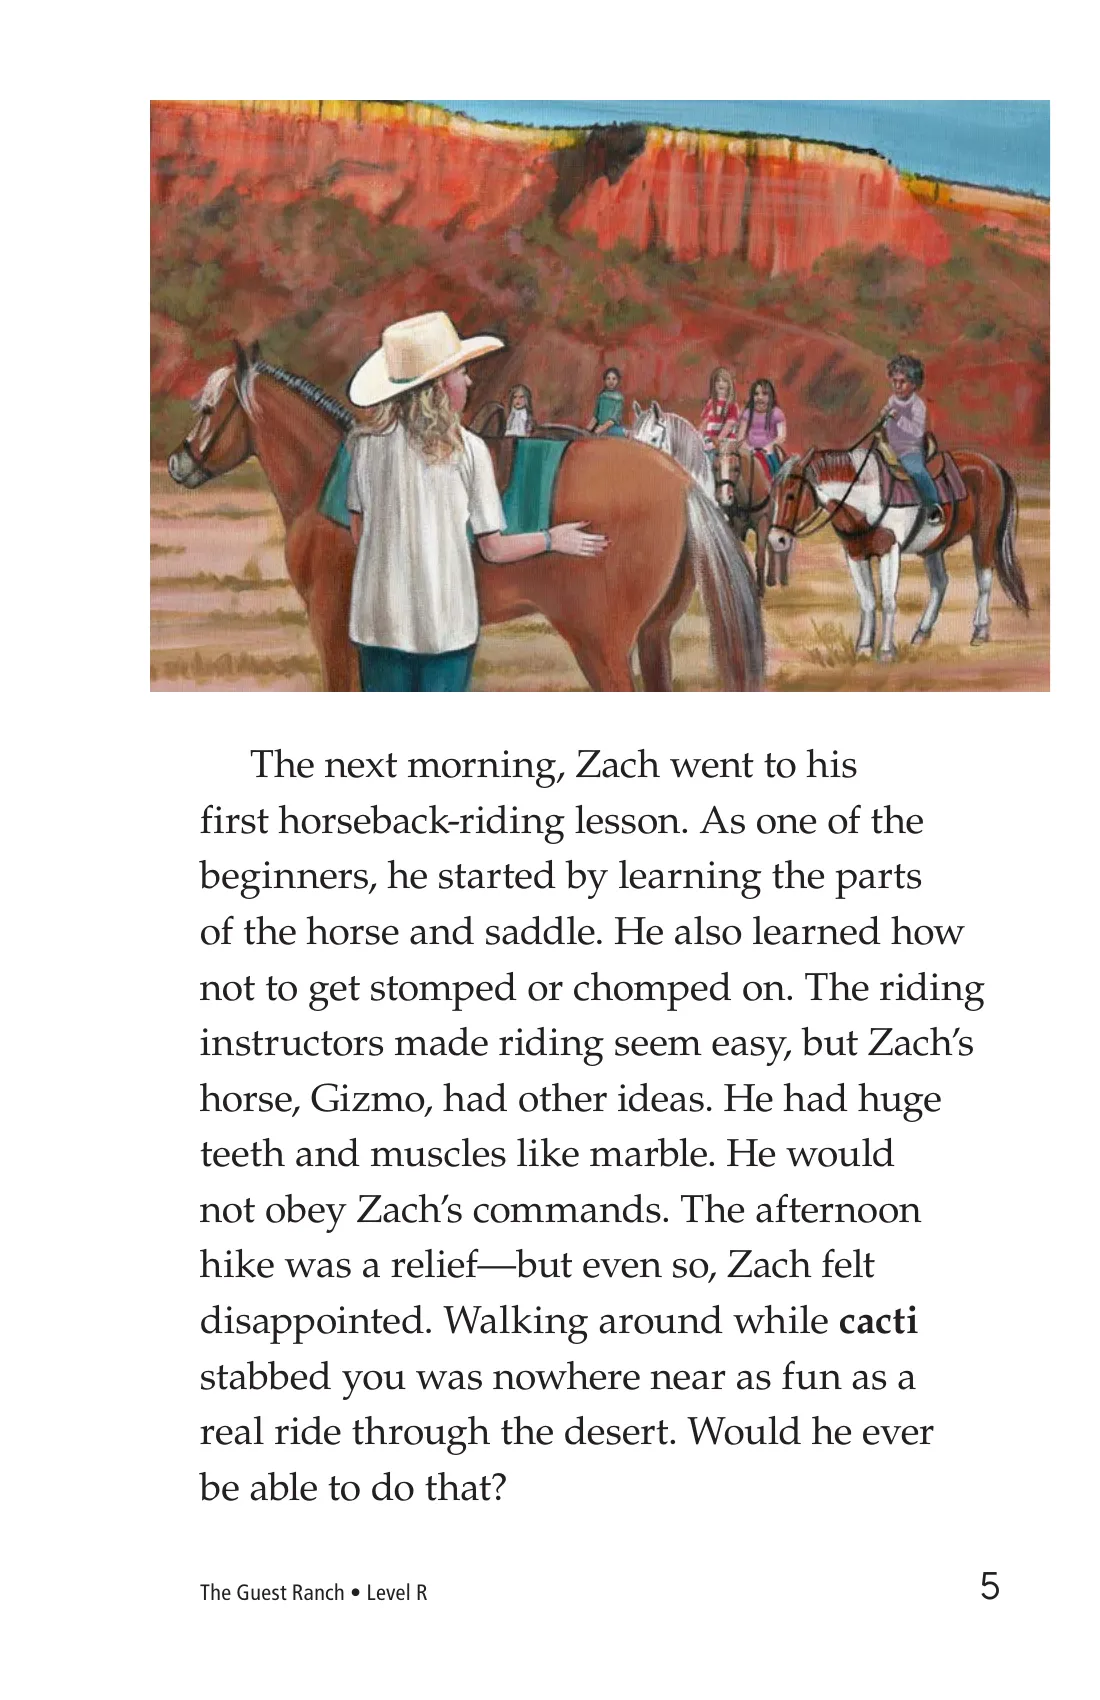 The next morning, Zach went to his
first horseback-riding lesson. As one of the
beginners, he started by learning the parts
of the horse and saddle. He also learned how
not to get stomped or chomped on. The riding
instructors made riding seem easy, but Zach’s
horse, Gizmo, had other ideas. He had huge
teeth and muscles like marble. He would
not obey Zach’s commands. The afternoon
hike was a relief—but even so, Zach felt
disappointed. Walking around while cacti
stabbed you was nowhere near as fun as a
real ride through the desert. Would he ever
be able to do that?
The Guest Ranch • Level R
5